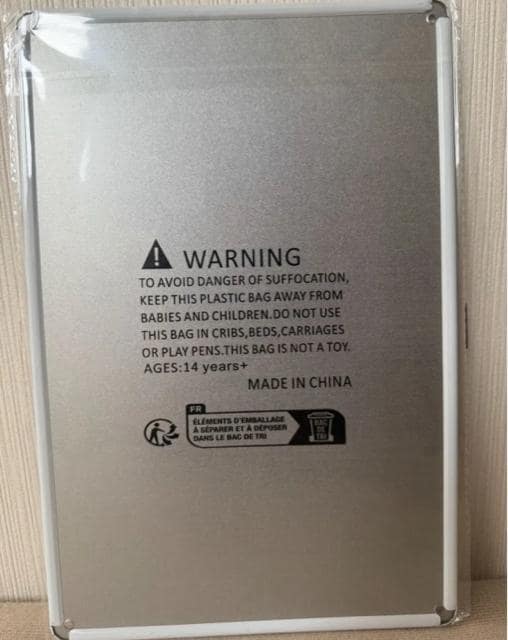 WARNING
TO AVOID DANGER OF SUFFOCATION,
KEEP THIS PLASTIC BAG AWAY FROM
BABIES AND CHILDREN.DO NOT USE
THIS BAG IN CRIBS,BEDS,CARRIAGES
OR PLAY PENS.THIS BAG IS NOT A TOY.
AGES:14 years+
MADE IN CHINA
FR
ÉLÉMENTS D'EMBALLAGE
À SÉPARER ET À DÉPOSER
DANS LE BAC DE TRI
BAC
DE
TRI